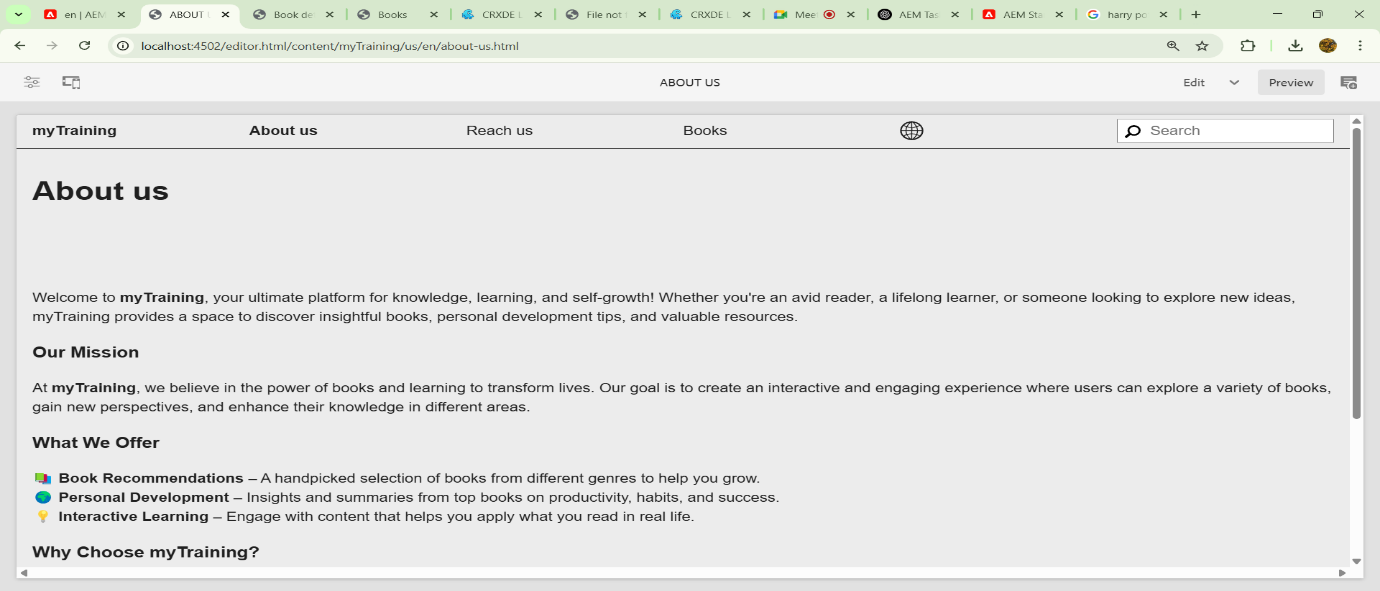 en | AEM
ABOUT U
Book de
Books
CRXDE L
File not
CRXDE L
Mee
AEM Tas
AEM Sta
harry po
localhost:4502/editor.html/content/myTraining/us/en/about-us.html
ABOUT US
Edit
Preview
myTraining
About us
Reach us
Books
Search
About us
Welcome to myTraining, your ultimate platform for knowledge, learning, and self-growth! Whether you're an avid reader, a lifelong learner, or someone looking to explore new ideas,
myTraining provides a space to discover insightful books, personal development tips, and valuable resources.
Our Mission
At myTraining, we believe in the power of books and learning to transform lives. Our goal is to create an interactive and engaging experience where users can explore a variety of books,
gain new perspectives, and enhance their knowledge in different areas.
What We Offer
Book Recommendations – A handpicked selection of books from different genres to help you grow.
Personal Development – Insights and summaries from top books on productivity, habits, and success.
Interactive Learning – Engage with content that helps you apply what you read in real life.
Why Choose myTraining?